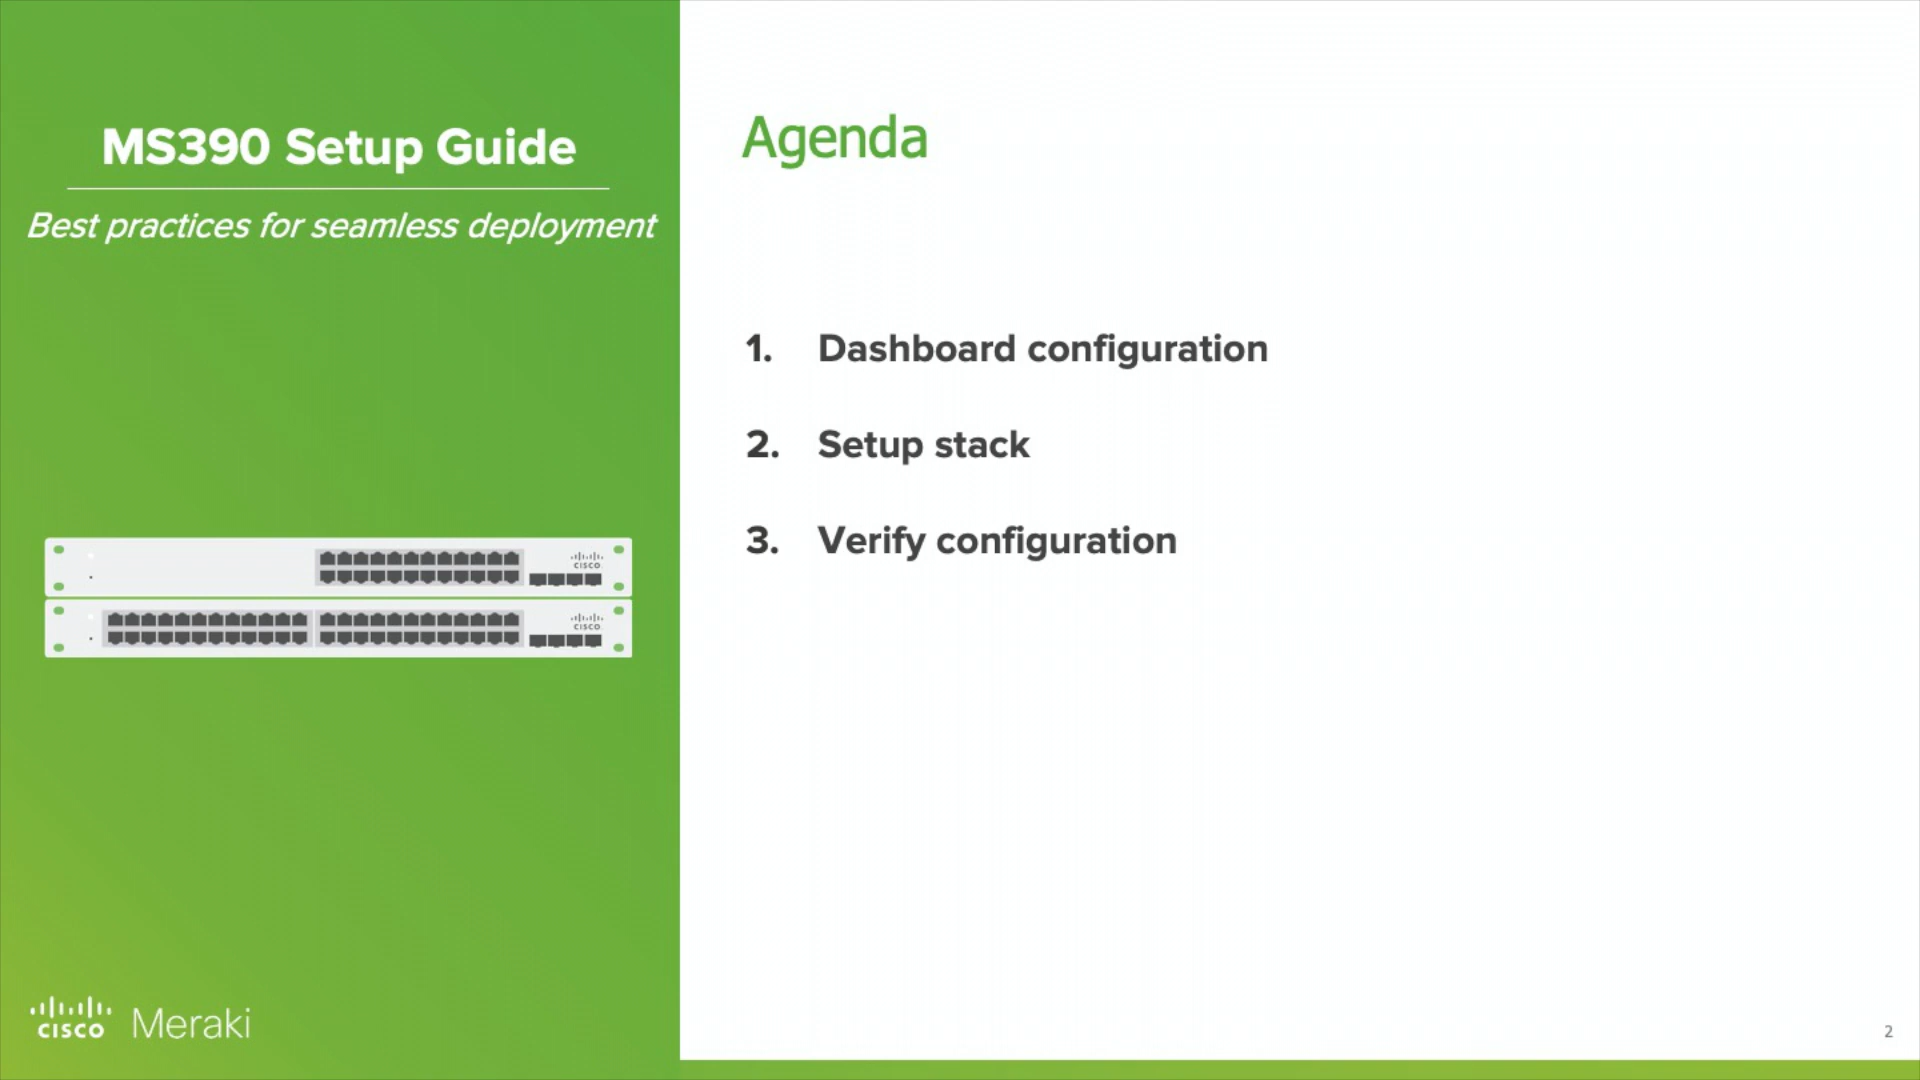 MS390 Setup Guide
Best practices for seamless deployment
CISCO
CISCO
CISCO Meraki
Agenda
1. Dashboard configuration
2. Setup stack
3. Verify configuration
2